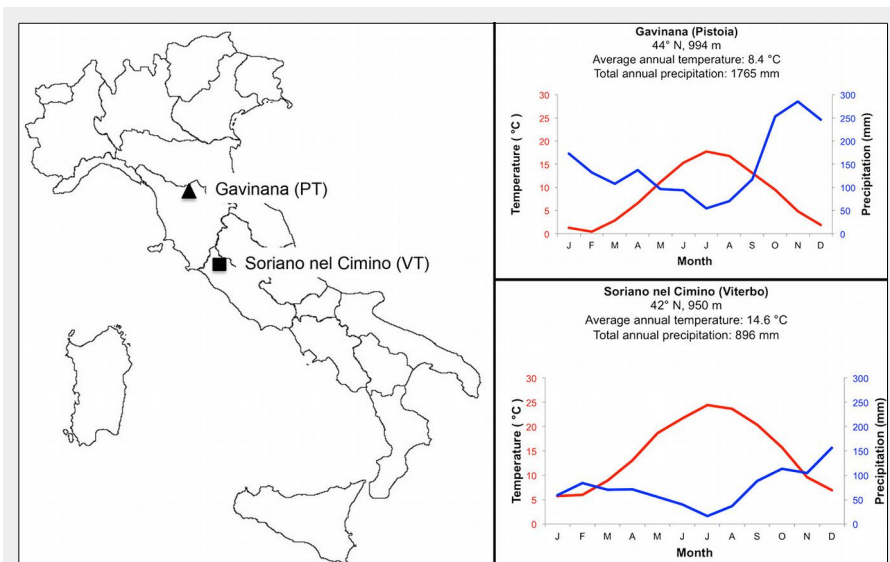 Gavinana (PT)
Soriano nel Cimino (VT)
Gavinana (Pistoia)
44° N, 994 m
Average annual temperature: 8.4 °C
Total annual precipitation: 1765 mm
30
25
20
15
10
5
0
Temperature ( °C )
300
250
200
150
100
50
0
Precipitation (mm)
J F M A M J J A S O N D
Month
Soriano nel Cimino (Viterbo)
42° N, 950 m
Average annual temperature: 14.6 °C
Total annual precipitation: 896 mm
30
25
20
15
10
5
0
Temperature ( °C )
300
250
200
150
100
50
0
Precipitation (mm)
J F M A M J J A S O N D
Month